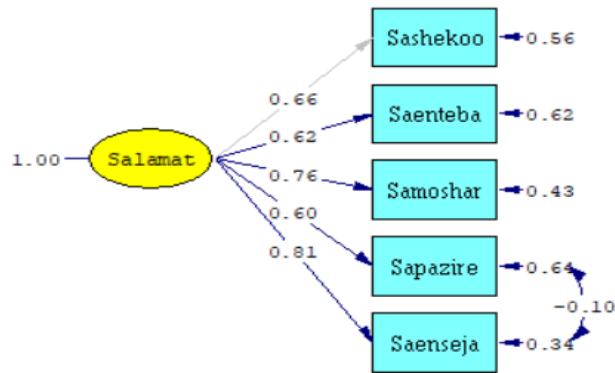 Sashekoo
0.56
0.66
Saenteba
0.62
0.62
1.00
Salamat
0.76
Samoshar
0.43
0.60
0.81
Sapazire
0.64
-0.10
Saenseja
0.34